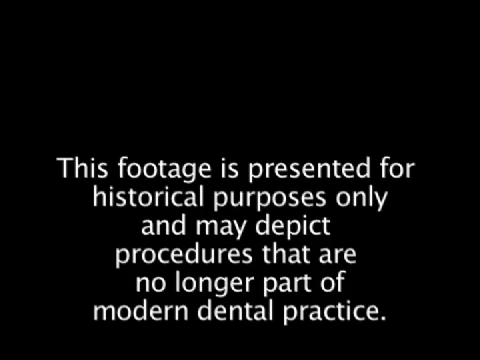 This footage is presented for
historical purposes only
and may depict
procedures that are
no longer part of
modern dental practice.